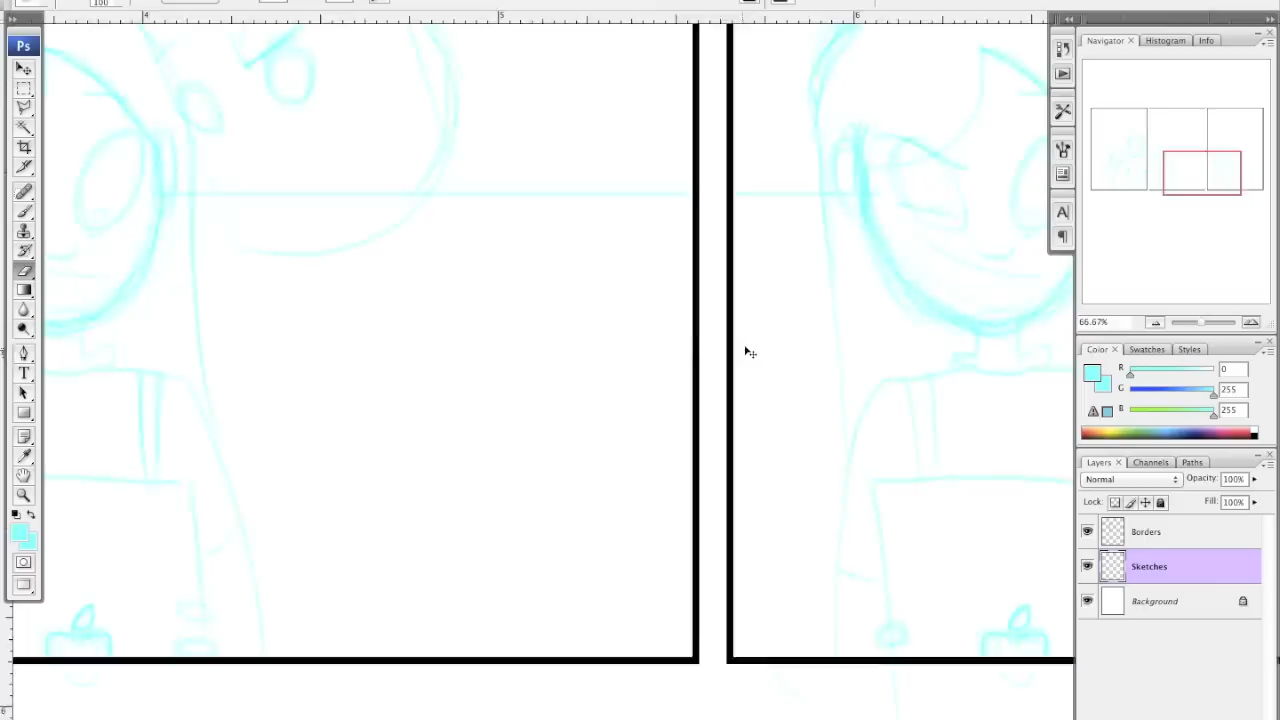 100
4
5
6
Ps
T
Navigator × Histogram Info
66.67%
A
¶
Color × Swatches Styles
R 0
G 255
B 255
Layers × Channels Paths
Normal Opacity: 100%
Lock: Fill: 100%
Borders
Sketches
Background